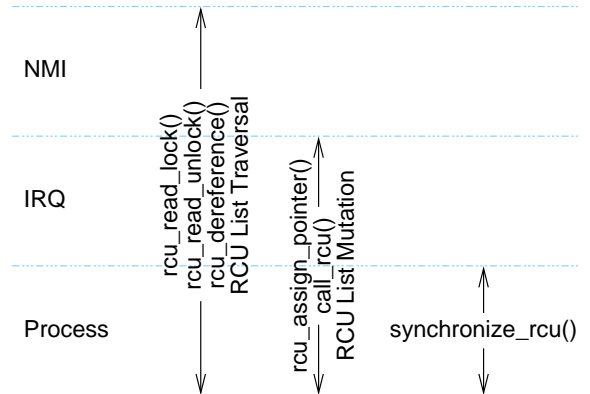 NMI
rcu_read_lock()
rcu_read_unlock()
rcu_dereference()
RCU List Traversal
IRQ
rcu_assign_pointer()
call_rcu()
RCU List Mutation
Process
synchronize_rcu()